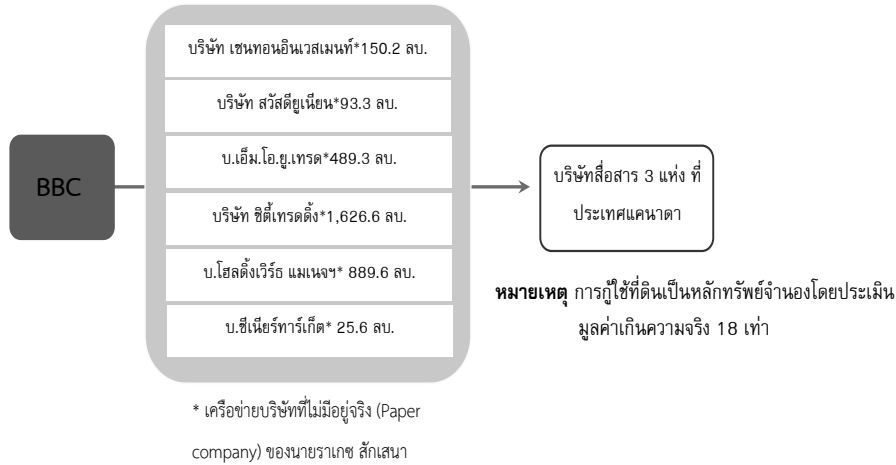 BBC
บริษัท เซนทอนอินเวสเมนท์*150.2 ลบ.
บริษัท สวัสดียูเนียน*93.3 ลบ.
บ.เอ็ม.โอ.ยู.เทรด*489.3 ลบ.
บริษัท ซิตี้เทรดดิ้ง*1,626.6 ลบ.
บ.โฮลดิ้งเวิร์ธ แมเนจฯ* 889.6 ลบ.
บ.ซีเนียร์ทาร์เก็ต* 25.6 ลบ.
บริษัทสื่อสาร 3 แห่ง ที่
ประเทศแคนาดา
หมายเหตุ การกู้ใช้ที่ดินเป็นหลักทรัพย์จำนองโดยประเมิน
มูลค่าเกินความจริง 18 เท่า
* เครือข่ายบริษัทที่ไม่มีอยู่จริง (Paper
company) ของนายราเกซ สักเสนา